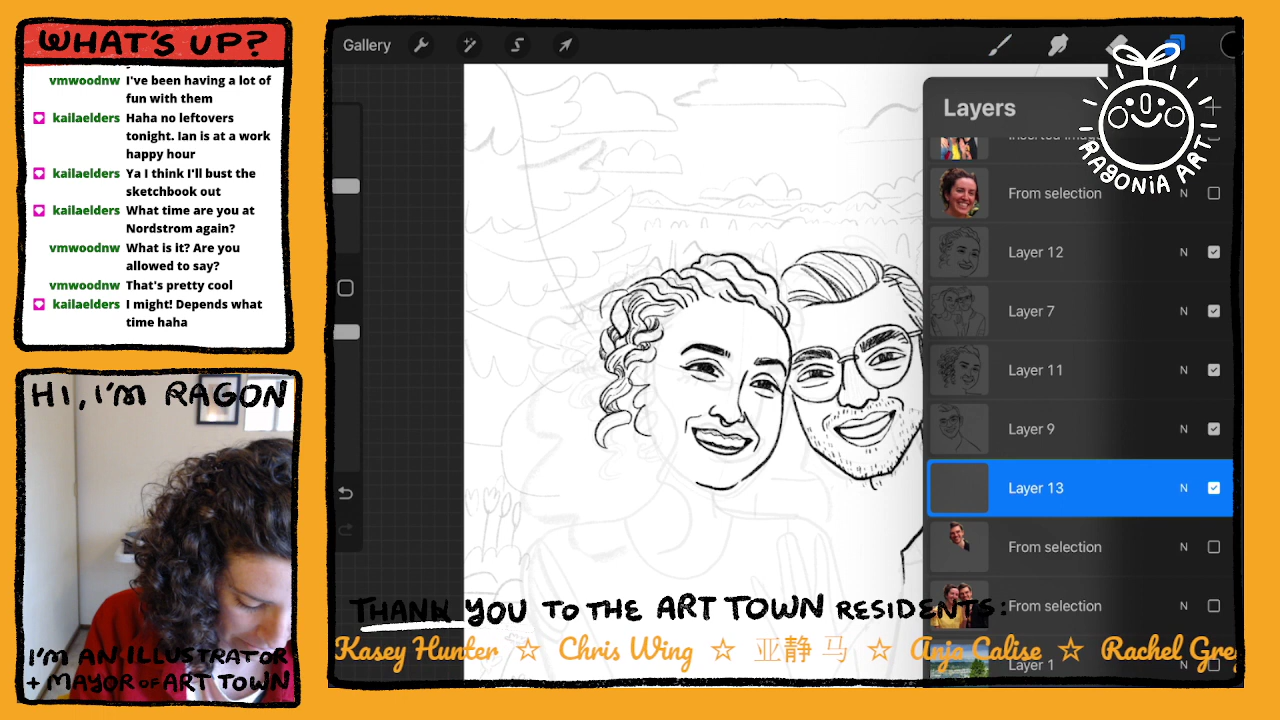 WHAT'S UP?
vmwoodnw I've been having a lot of
fun with them
kailaelders Haha no leftovers
tonight. Ian is at a work
happy hour
kailaelders Ya I think I'll bust the
sketchbook out
kailaelders What time are you at
Nordstrom again?
vmwoodnw What is it? Are you
allowed to say?
vmwoodnw That's pretty cool
kailaelders I might! Depends what
time haha
HI, I'M RAGON
I'M AN ILLUSTRATOR
+ MAYOR OF ART TOWN
Gallery
Layers
RAGONIA ART
From selection N
Layer 12 N
Layer 7 N
Layer 11 N
Layer 9 N
Layer 13 N
From selection N
From selection N
Layer 1 N
THANK YOU TO THE ART TOWN RESIDENTS:
Kasey Hunter ☆ Chris Wing ☆ 亚静 马 ☆ Anja Calise ☆ Rachel Greg